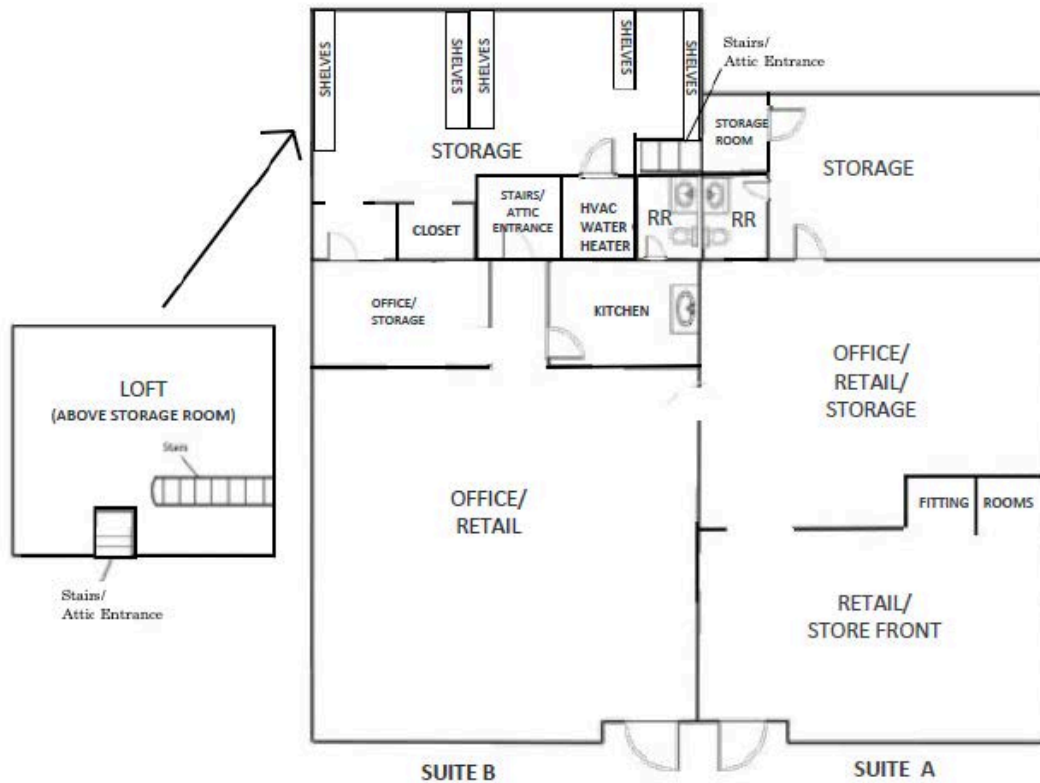 SHELVES
SHELVES
SHELVES
SHELVES
SHELVES
Stairs/
Attic Entrance
STORAGE
ROOM
STORAGE
STORAGE
STAIRS/
ATTIC
ENTRANCE
HVAC
WATER
HEATER
RR
RR
CLOSET
OFFICE/
STORAGE
KITCHEN
OFFICE/
RETAIL/
STORAGE
LOFT
(ABOVE STORAGE ROOM)
Stairs
Stairs/
Attic Entrance
OFFICE/
RETAIL
FITTING
ROOMS
RETAIL/
STORE FRONT
SUITE B
SUITE A